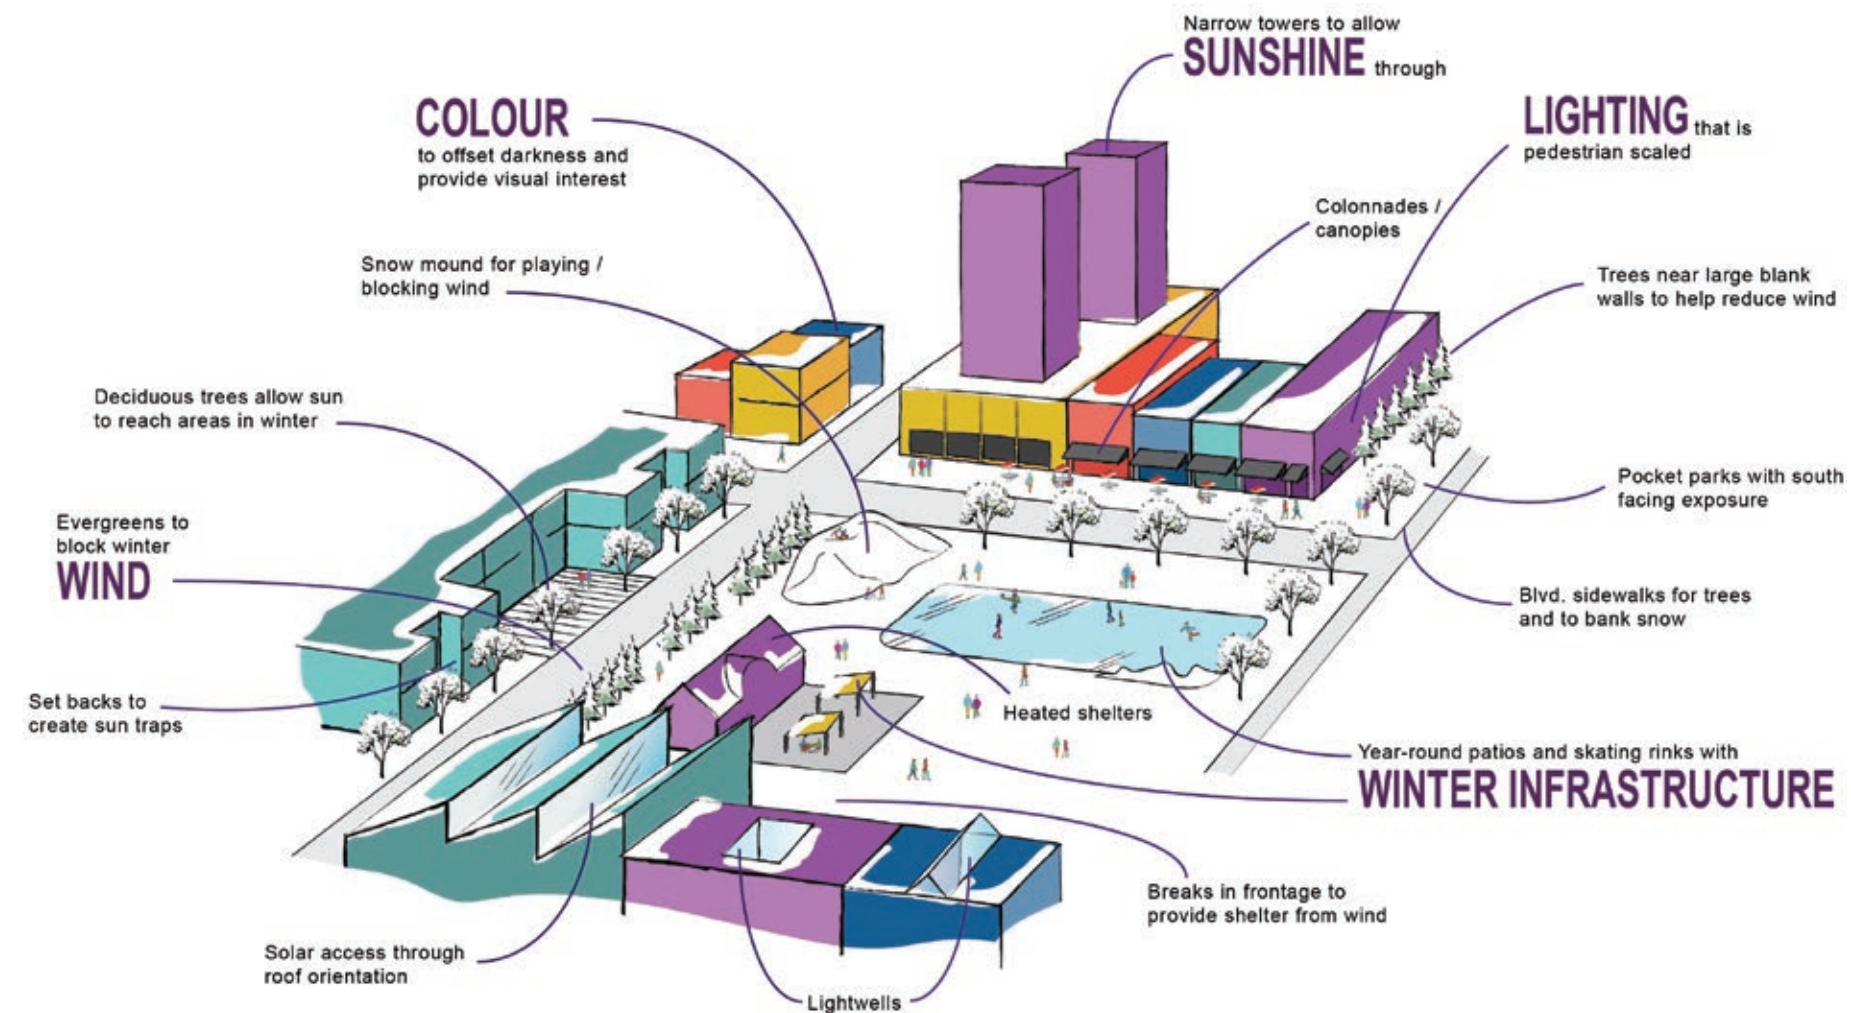 Narrow towers to allow
SUNSHINE through
COLOUR
to offset darkness and
provide visual interest
LIGHTING that is
pedestrian scaled
Colonnades /
canopies
Snow mound for playing /
blocking wind
Trees near large blank
walls to help reduce wind
Deciduous trees allow sun
to reach areas in winter
Pocket parks with south
facing exposure
Evergreens to
block winter
WIND
Blvd. sidewalks for trees
and to bank snow
Set backs to
create sun traps
Heated shelters
Year-round patios and skating rinks with
WINTER INFRASTRUCTURE
Breaks in frontage to
provide shelter from wind
Solar access through
roof orientation
Lightwells